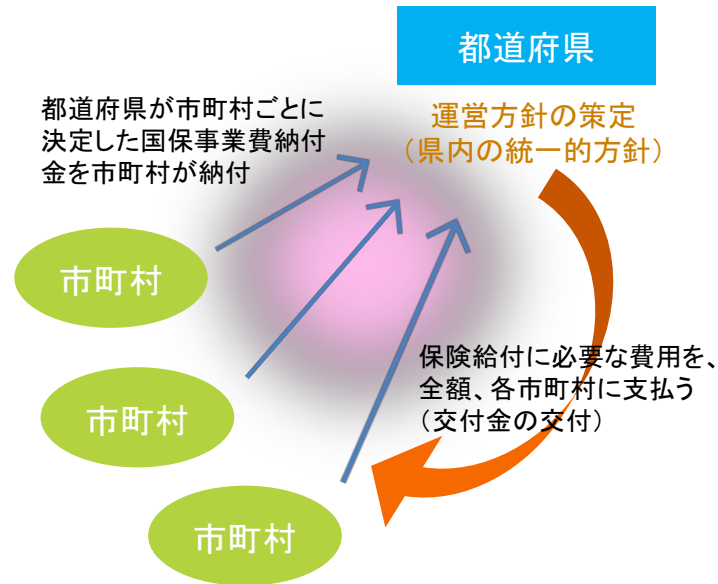 都道府県
運営方針の策定
（県内の統一的方針）
都道府県が市町村ごとに
決定した国保事業費納付
金を市町村が納付
市町村
市町村
市町村
保険給付に必要な費用を、
全額、各市町村に支払う
（交付金の交付）